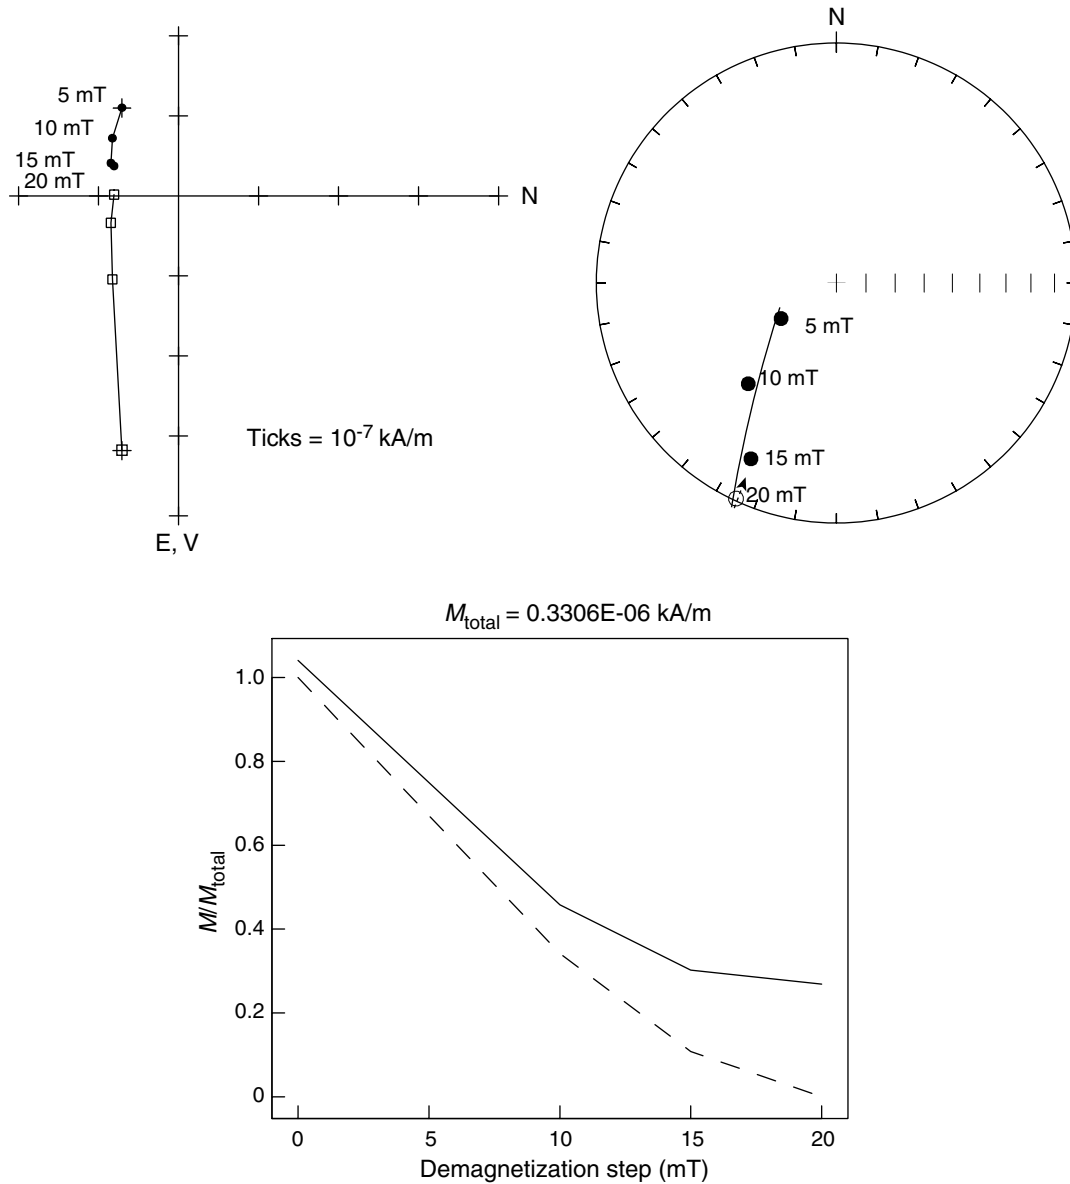 5 mT
10 mT
15 mT
20 mT
N
E, V
Ticks = 10⁻⁷ kA/m
N
5 mT
10 mT
15 mT
20 mT
M_total = 0.3306E-06 kA/m
M/M_total
1.0
0.8
0.6
0.4
0.2
0
0 5 10 15 20
Demagnetization step (mT)